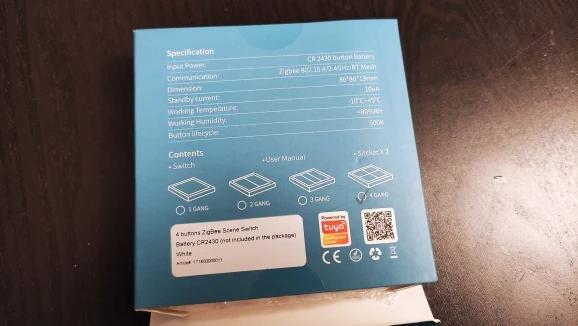 Specification
Input Power: CR 2430 button battery
Communication: Zigbee 802.15.4/2.4GHz/BT Mesh
Dimension: 86*86*13mm
Standby current: 10uA
Working Temperature: -10℃~45℃
Working Humidity: <90%RH
Button lifecycle: 500K
Contents
• Switch • User Manual • Sticker X 2
1 GANG 2 GANG 3 GANG 4 GANG
4 buttons ZigBee Scene Switch
Battery CR2430 (not included in the package)
White
Powered by
tuya